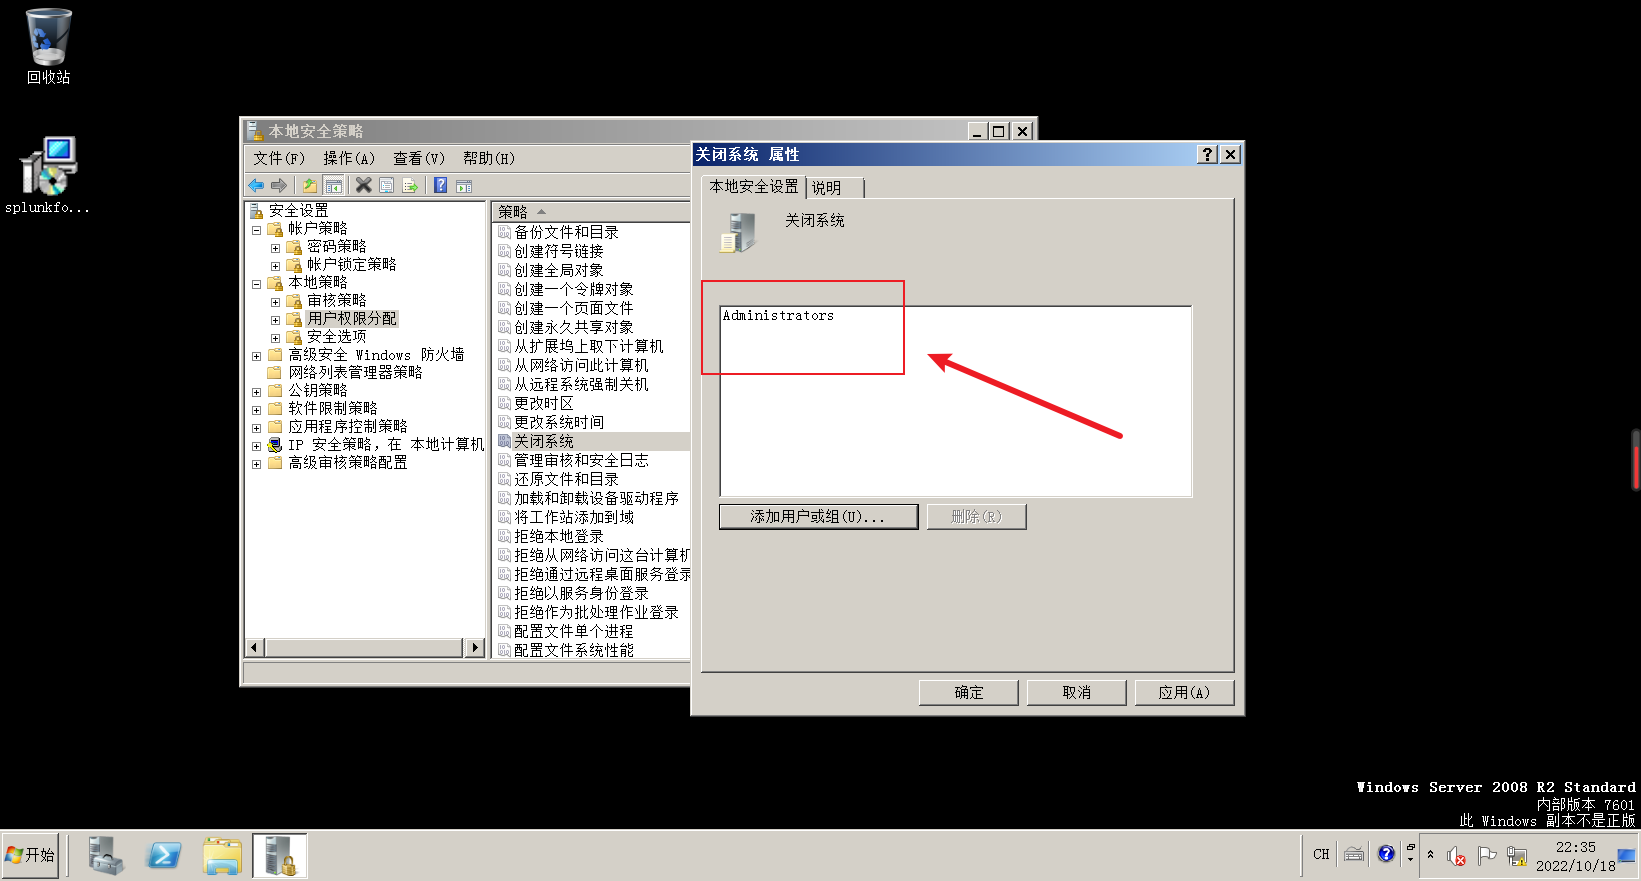 回收站
splunkfo...
本地安全策略
文件(F) 操作(A) 查看(V) 帮助(H)
安全设置
帐户策略
密码策略
帐户锁定策略
本地策略
审核策略
用户权限分配
安全选项
高级安全 Windows 防火墙
网络列表管理器策略
公钥策略
软件限制策略
应用程序控制策略
IP 安全策略，在 本地计算机
高级审核策略配置
策略
备份文件和目录
创建符号链接
创建全局对象
创建一个令牌对象
创建一个页面文件
创建永久共享对象
从扩展坞上取下计算机
从网络访问此计算机
从远程系统强制关机
更改时区
更改系统时间
关闭系统
管理审核和安全日志
还原文件和目录
加载和卸载设备驱动程序
将工作站添加到域
拒绝本地登录
拒绝从网络访问这台计算机
拒绝通过远程桌面服务登录
拒绝以服务身份登录
拒绝作为批处理作业登录
配置文件单个进程
配置文件系统性能
关闭系统 属性
本地安全设置 说明
关闭系统
Administrators
添加用户或组(U)... 删除(R)
确定 取消 应用(A)
Windows Server 2008 R2 Standard
内部版本 7601
此 Windows 副本不是正版
开始
CH
22:35
2022/10/18